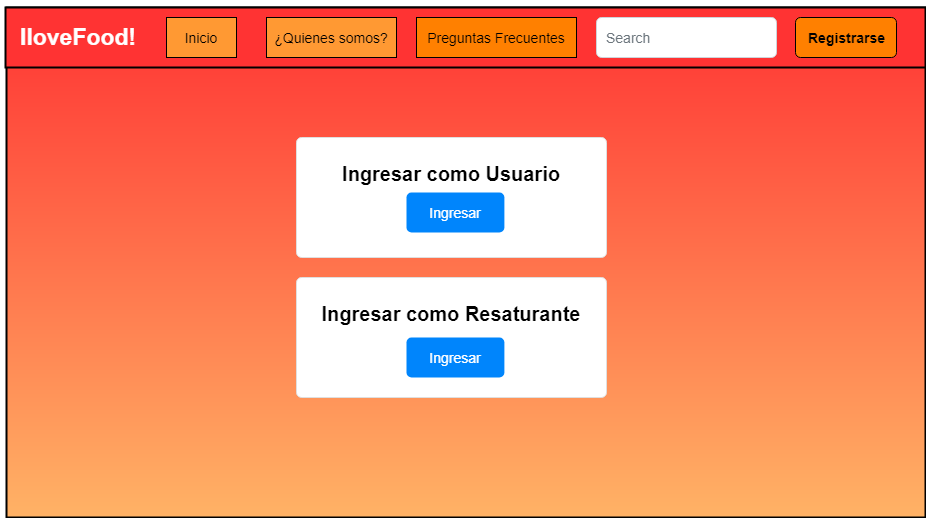 IloveFood!
Inicio
¿Quienes somos?
Preguntas Frecuentes
Search
Registrarse
Ingresar como Usuario
Ingresar
Ingresar como Resaturante
Ingresar